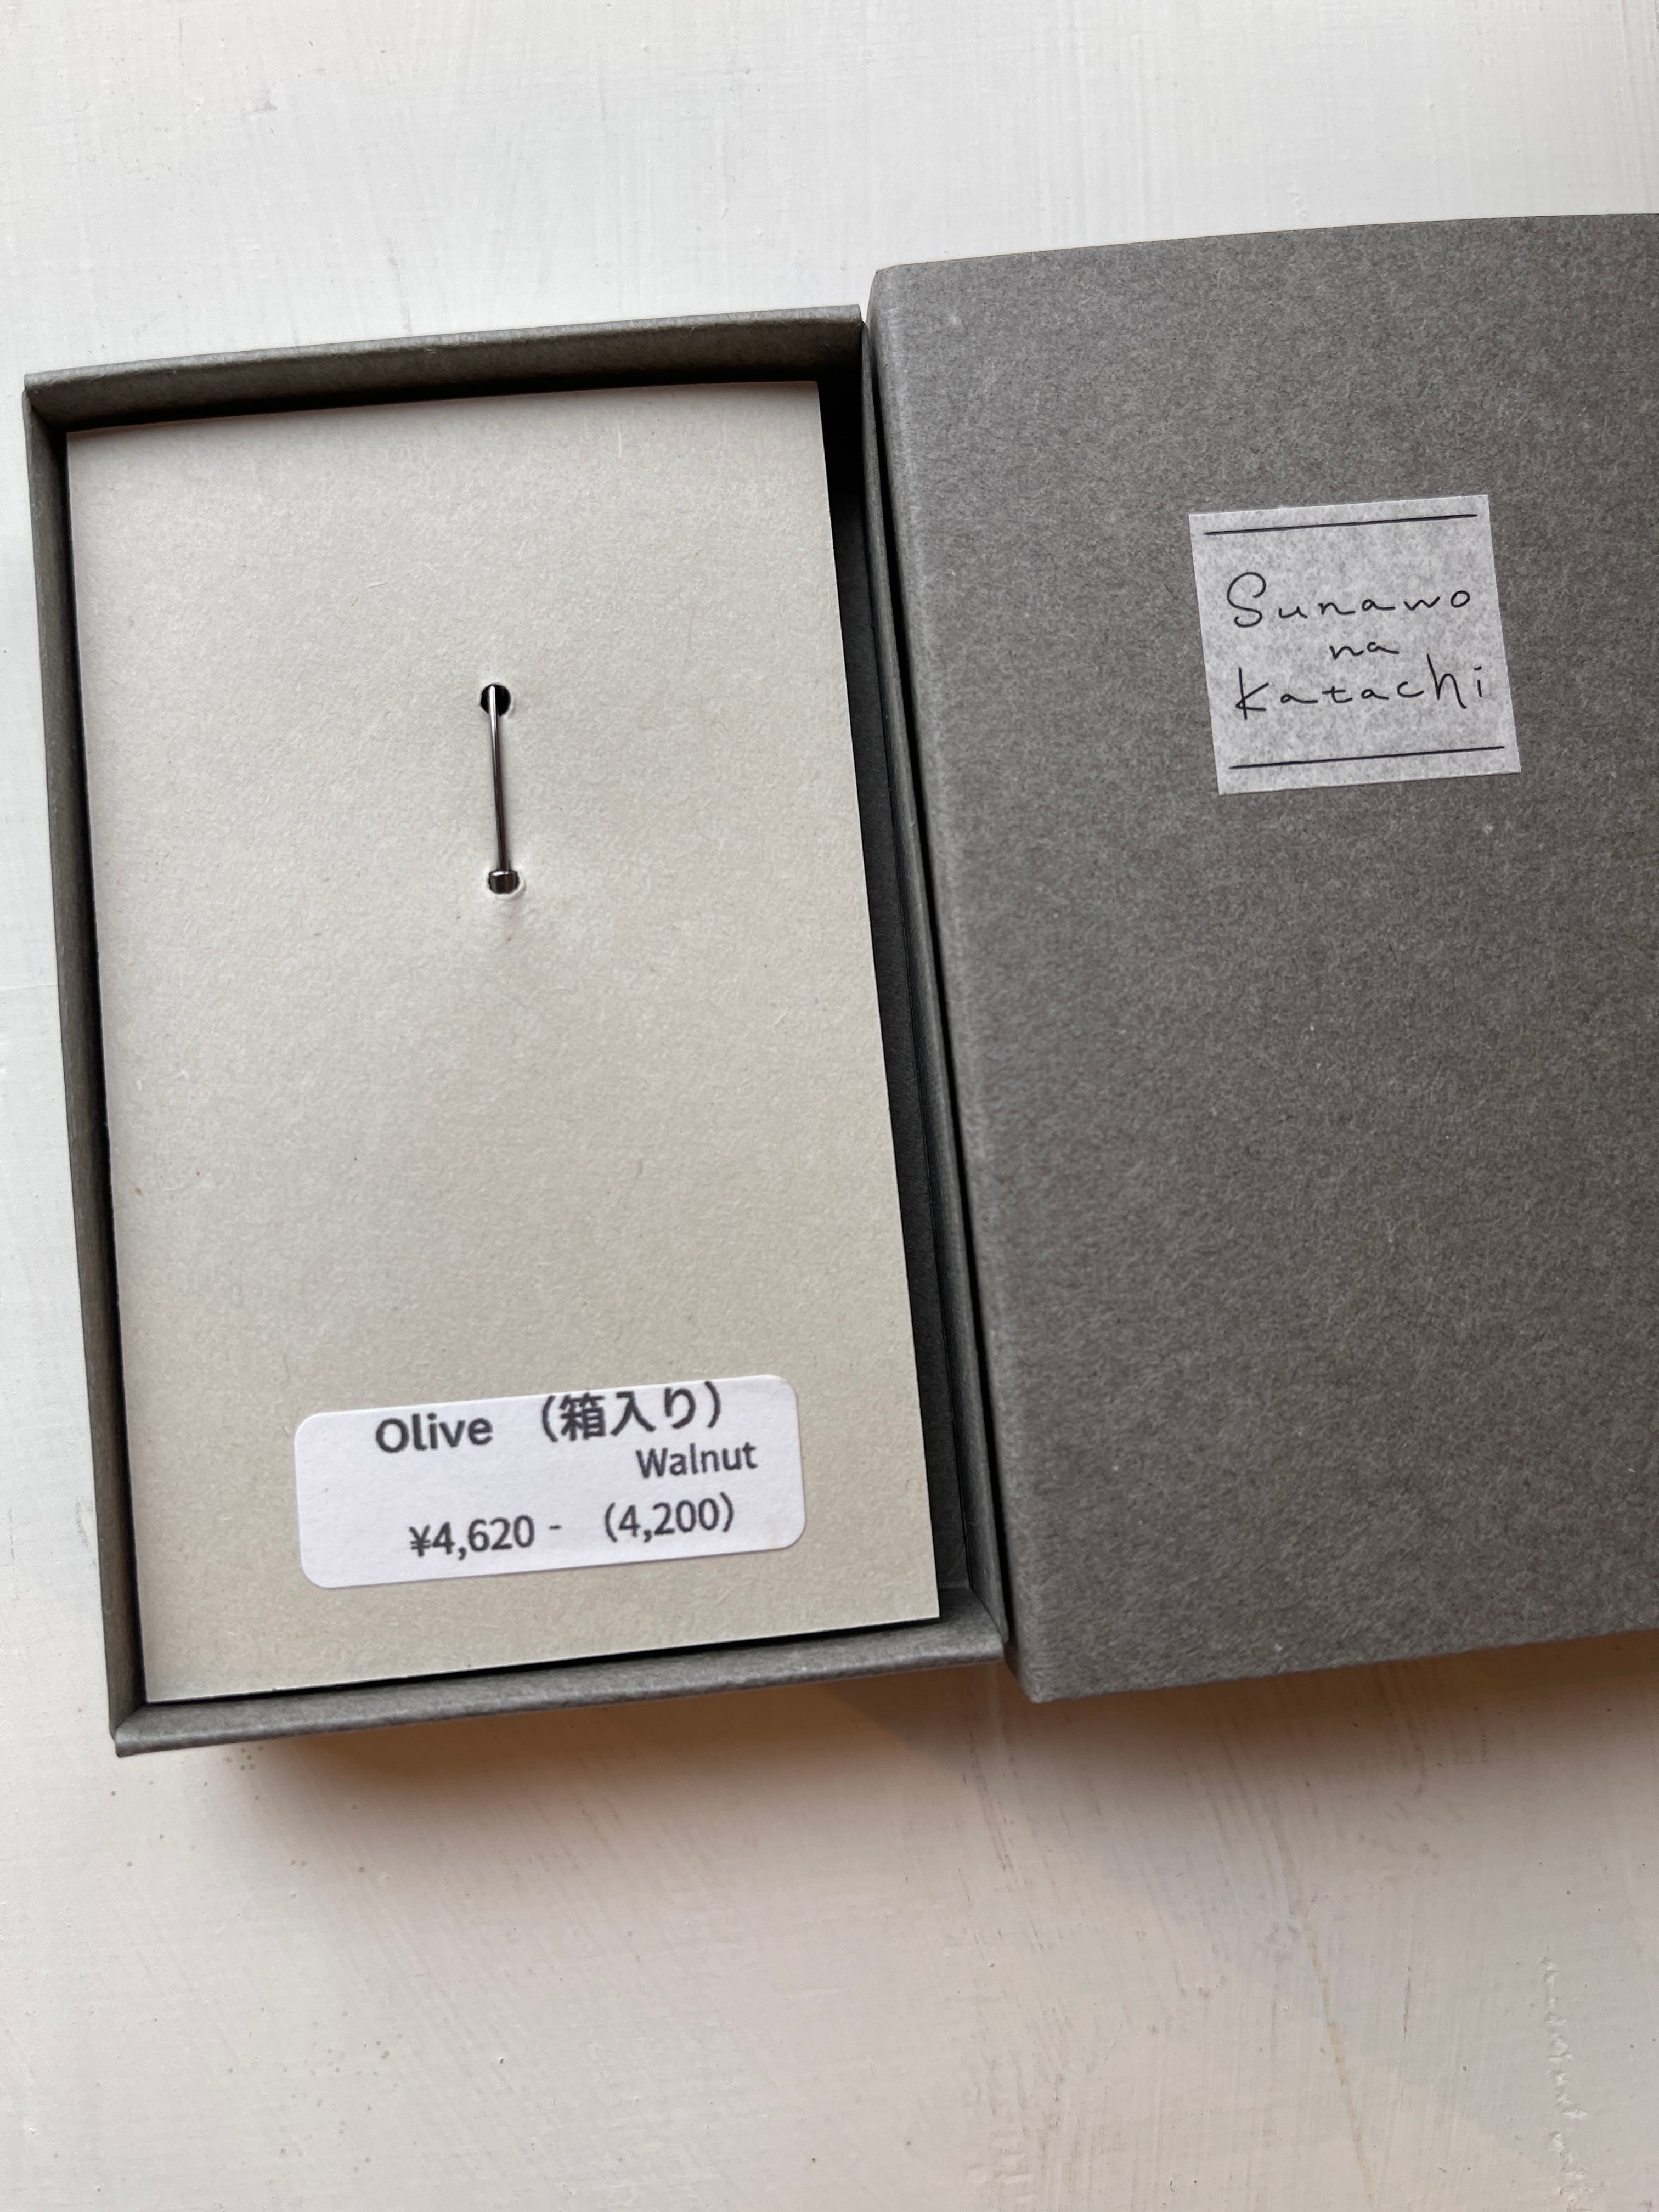 Olive （箱入り）
Walnut
¥4,620 - （4,200）
Sunawo
na
Katachi